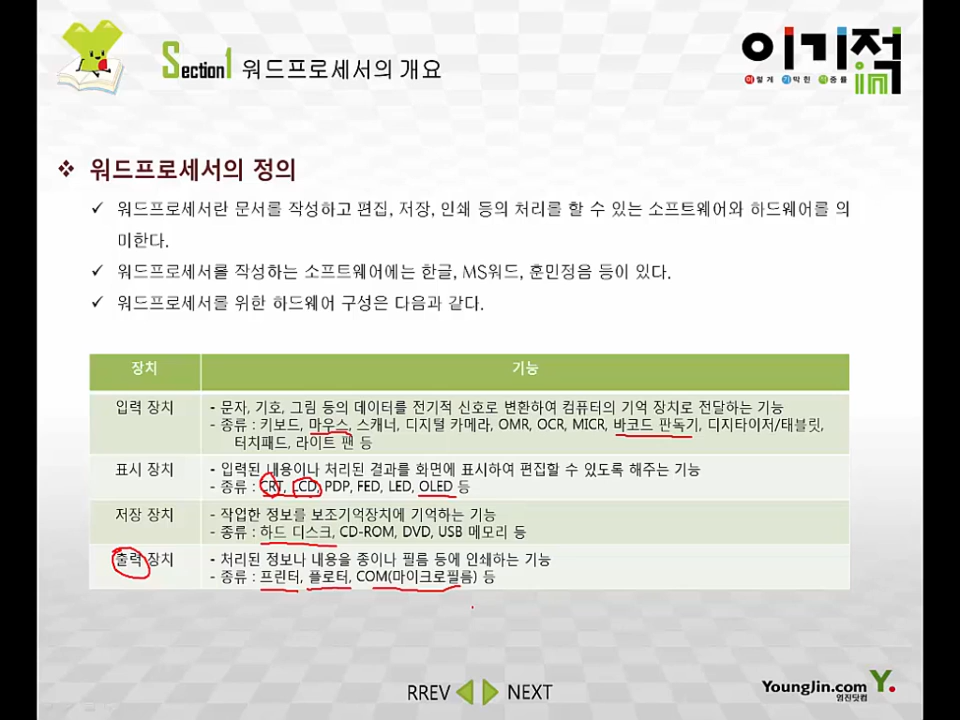 Section1 워드프로세서의 개요
이기적in
이렇게 기막힌 적중률
❖ 워드프로세서의 정의
✓ 워드프로세서란 문서를 작성하고 편집, 저장, 인쇄 등의 처리를 할 수 있는 소프트웨어와 하드웨어를 의
미한다.
✓ 워드프로세서를 작성하는 소프트웨어에는 한글, MS워드, 훈민정음 등이 있다.
✓ 워드프로세서를 위한 하드웨어 구성은 다음과 같다.
장치 기능
입력 장치 - 문자, 기호, 그림 등의 데이터를 전기적 신호로 변환하여 컴퓨터의 기억 장치로 전달하는 기능
- 종류 : 키보드, 마우스, 스캐너, 디지털 카메라, OMR, OCR, MICR, 바코드 판독기, 디지타이저/태블릿,
터치패드, 라이트 팬 등
표시 장치 - 입력된 내용이나 처리된 결과를 화면에 표시하여 편집할 수 있도록 해주는 기능
- 종류 : CRT, LCD, PDP, FED, LED, OLED 등
저장 장치 - 작업한 정보를 보조기억장치에 기억하는 기능
- 종류 : 하드 디스크, CD-ROM, DVD, USB 메모리 등
출력 장치 - 처리된 정보나 내용을 종이나 필름 등에 인쇄하는 기능
- 종류 : 프린터, 플로터, COM(마이크로필름) 등
RREV NEXT
YoungJin.com Y.
영진닷컴